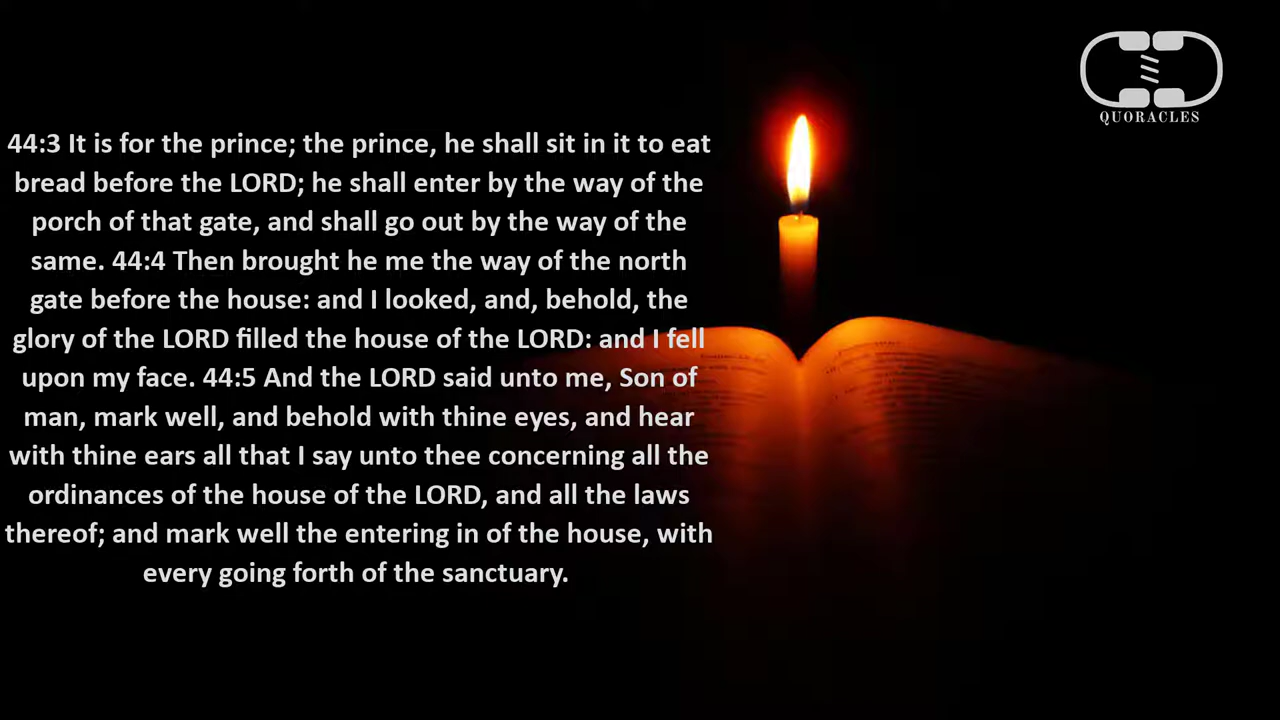 44:3 It is for the prince; the prince, he shall sit in it to eat
bread before the LORD; he shall enter by the way of the
porch of that gate, and shall go out by the way of the
same. 44:4 Then brought he me the way of the north
gate before the house: and I looked, and, behold, the
glory of the LORD filled the house of the LORD: and I fell
upon my face. 44:5 And the LORD said unto me, Son of
man, mark well, and behold with thine eyes, and hear
with thine ears all that I say unto thee concerning all the
ordinances of the house of the LORD, and all the laws
thereof; and mark well the entering in of the house, with
every going forth of the sanctuary.
QUORACLES